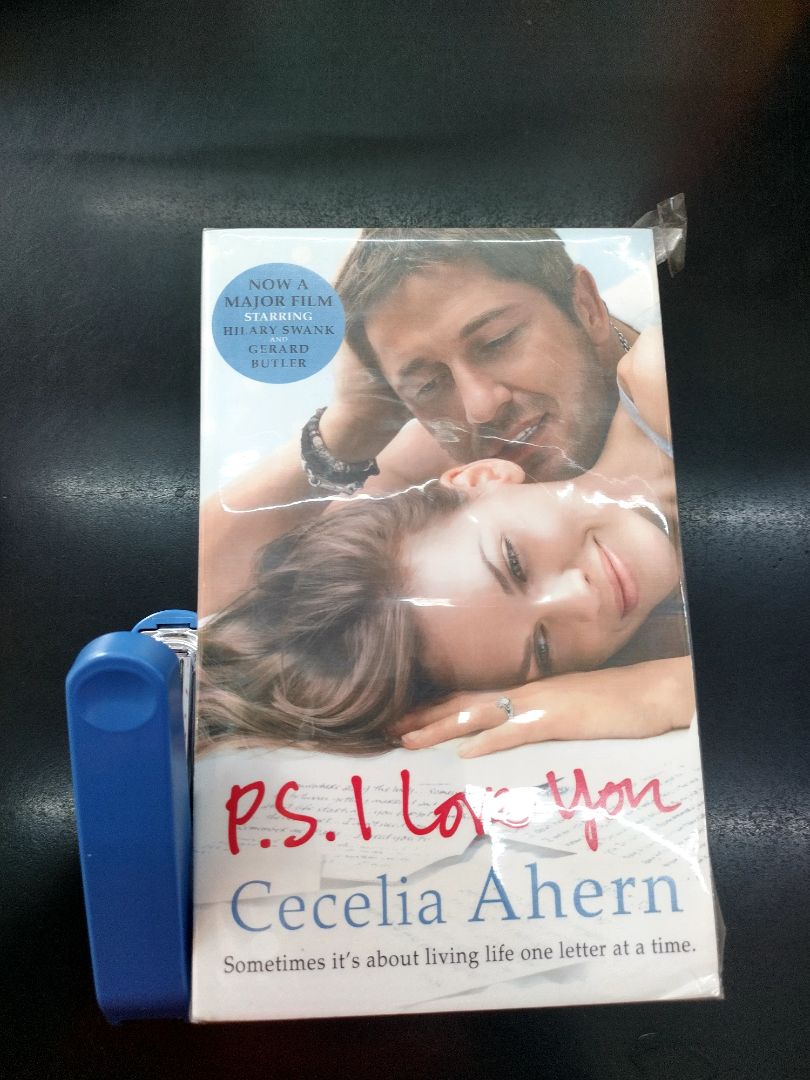 NOW A
MAJOR FILM
STARRING
HILARY SWANK
AND
GERARD
BUTLER
P.S. I Love You
Cecelia Ahern
Sometimes it's about living life one letter at a time.